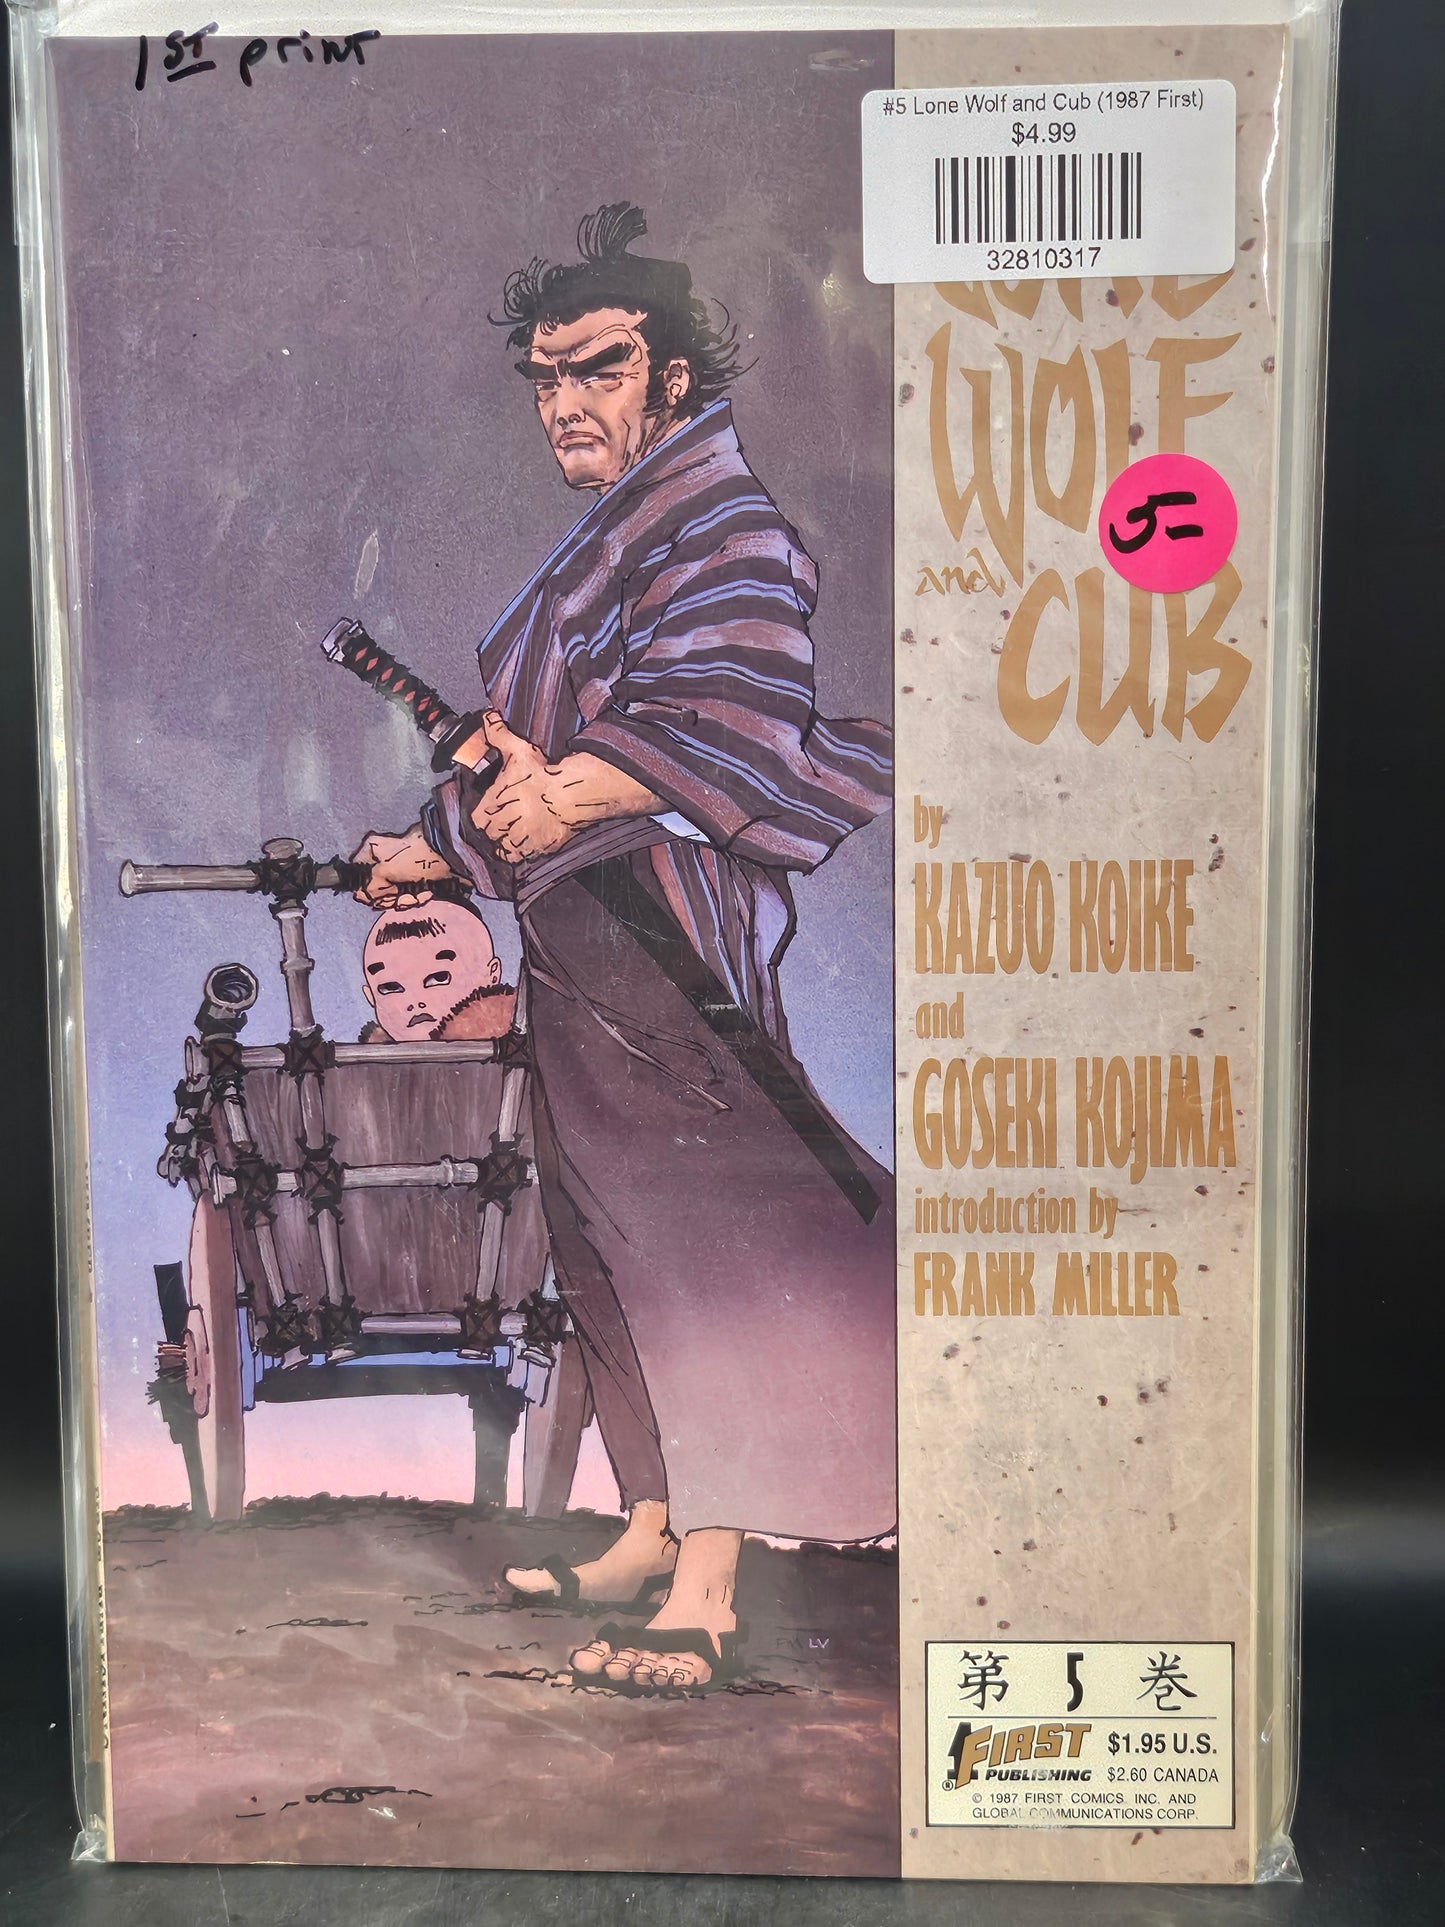 1ST print
#5 Lone Wolf and Cub (1987 First)
$4.99
32810317
WOLF
and
CUB
5-
by
KAZUO KOIKE
and
GOSEKI KOJIMA
introduction by
FRANK MILLER
FM LV
第 5 巻
FIRST
PUBLISHING
®
$1.95 U.S.
$2.60 CANADA
© 1987 FIRST COMICS, INC. AND
GLOBAL COMMUNICATIONS CORP.